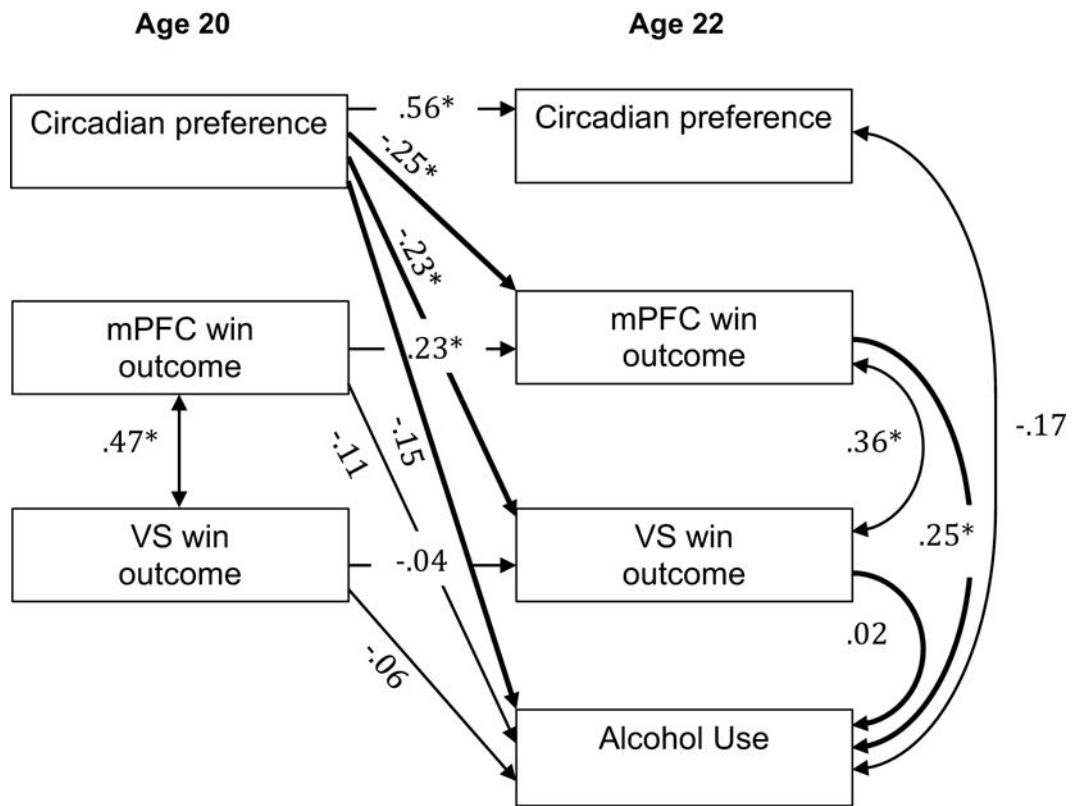 Age 20
Age 22
Circadian preference
.56*
Circadian preference
-.25*
-.23*
mPFC win
outcome
.23*
mPFC win
outcome
.47*
-.11
-.15
.36*
-.17
VS win
outcome
-.04
VS win
outcome
.25*
.02
-.06
Alcohol Use